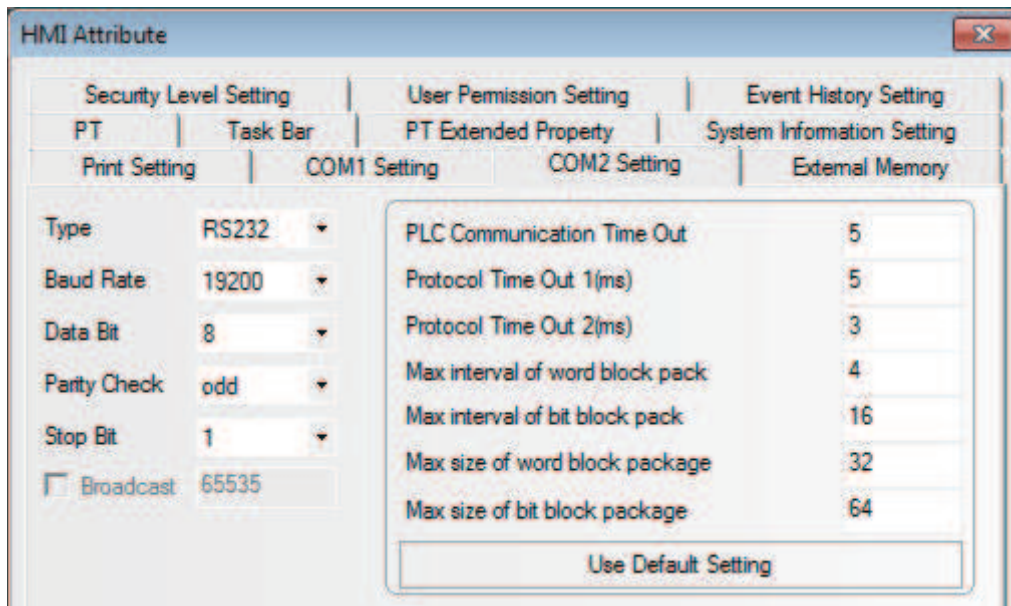 HMI Attribute
Security Level Setting User Permission Setting Event History Setting
PT Task Bar PT Extended Property System Information Setting
Print Setting COM1 Setting COM2 Setting External Memory
Type RS232
Baud Rate 19200
Data Bit 8
Parity Check odd
Stop Bit 1
Broadcast 65535
PLC Communication Time Out 5
Protocol Time Out 1(ms) 5
Protocol Time Out 2(ms) 3
Max interval of word block pack 4
Max interval of bit block pack 16
Max size of word block package 32
Max size of bit block package 64
Use Default Setting